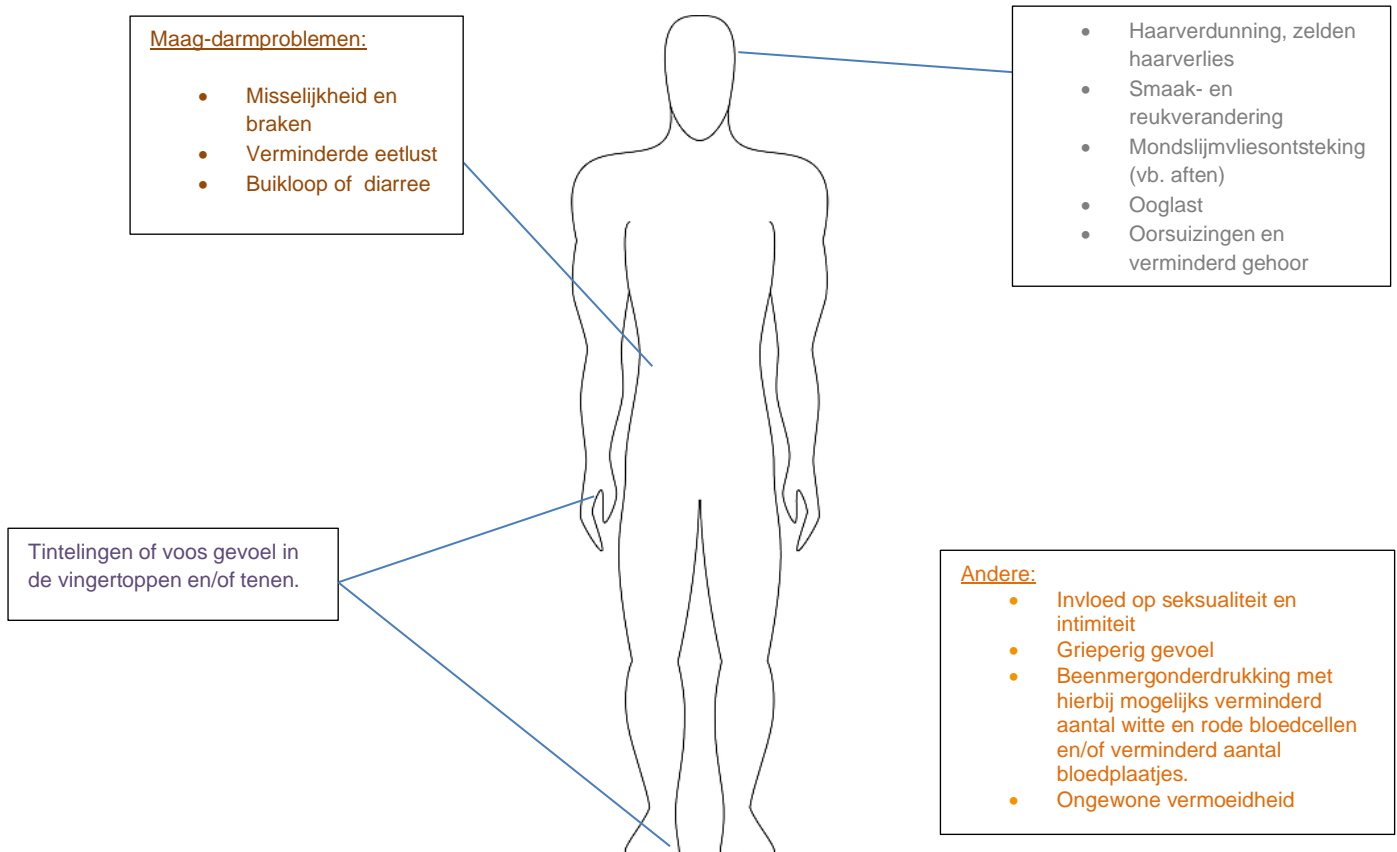 Maag-darmproblemen:
• Misselijkheid en
braken
• Verminderde eetlust
• Buikloop of diarree
• Haarverdunning, zelden
haarverlies
• Smaak- en
reukverandering
• Mondslijmvliesontsteking
(vb. aften)
• Ooglast
• Oorsuizingen en
verminderd gehoor
Tintelingen of voos gevoel in
de vingertoppen en/of tenen.
Andere:
• Invloed op seksualiteit en
intimiteit
• Grieperig gevoel
• Beenmergonderdrukking met
hierbij mogelijks verminderd
aantal witte en rode bloedcellen
en/of verminderd aantal
bloedplaatjes.
• Ongewone vermoeidheid